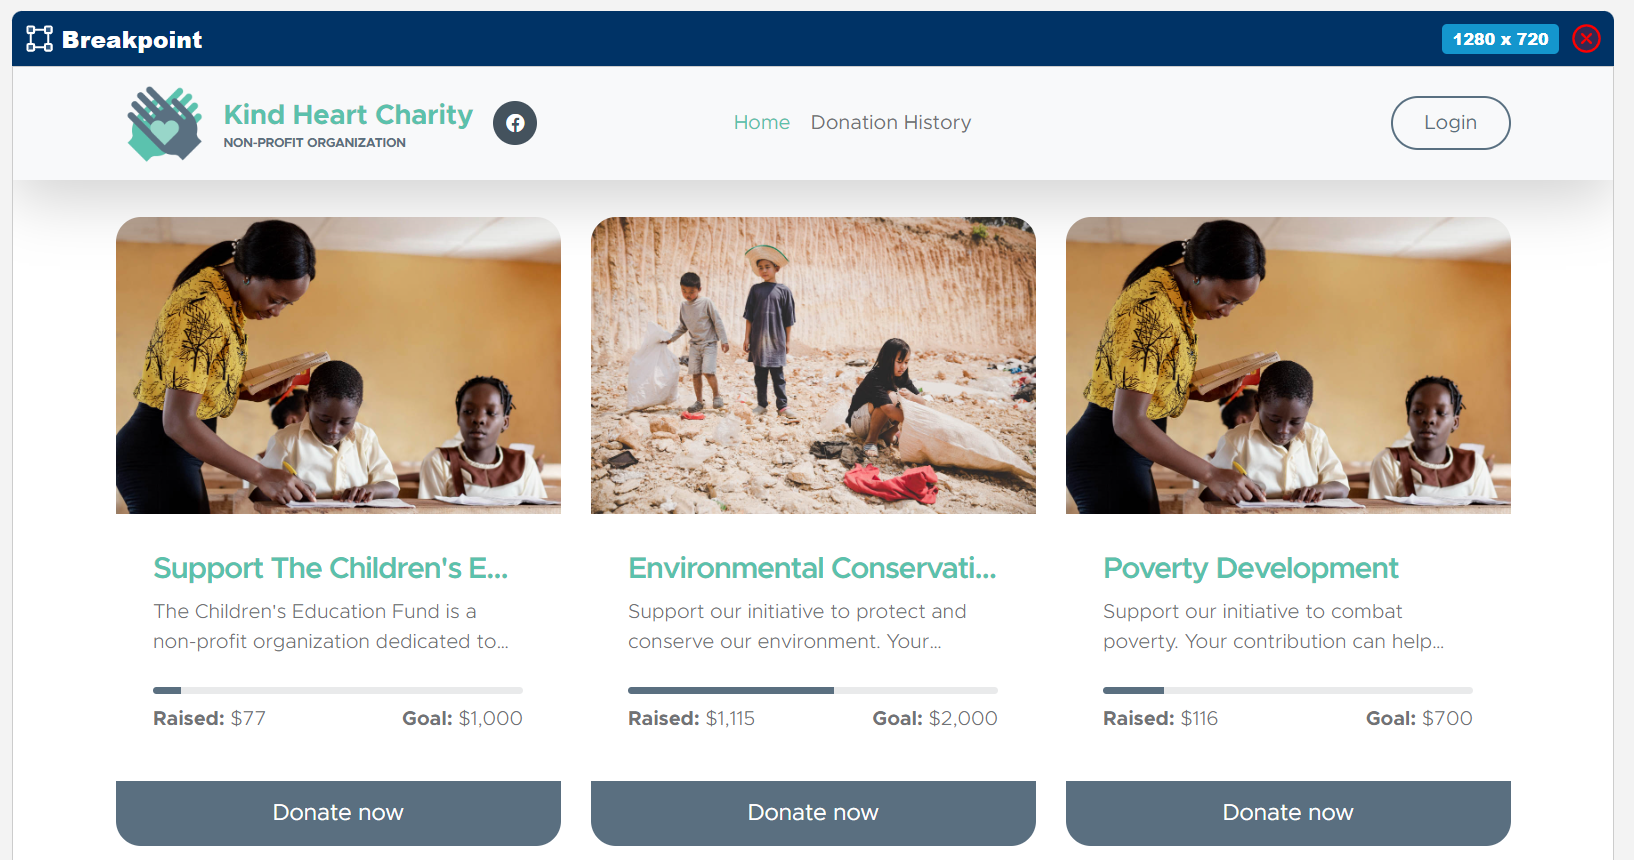 Breakpoint
1280 x 720
Kind Heart Charity
NON-PROFIT ORGANIZATION
Home
Donation History
Login
Support The Children's E...
The Children's Education Fund is a
non-profit organization dedicated to...
Raised: $77
Goal: $1,000
Donate now
Environmental Conservati...
Support our initiative to protect and
conserve our environment. Your...
Raised: $1,115
Goal: $2,000
Donate now
Poverty Development
Support our initiative to combat
poverty. Your contribution can help...
Raised: $116
Goal: $700
Donate now